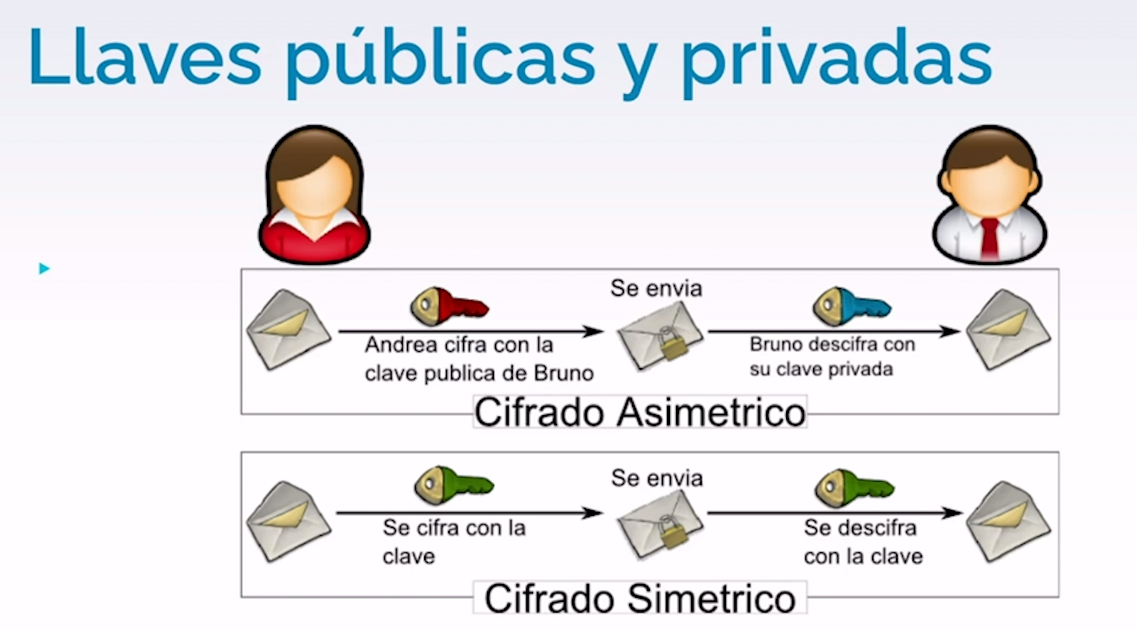 Llaves públicas y privadas
Se envia
Andrea cifra con la
clave publica de Bruno
Bruno descifra con
su clave privada
Cifrado Asimetrico
Se envia
Se cifra con la
clave
Se descifra
con la clave
Cifrado Simetrico